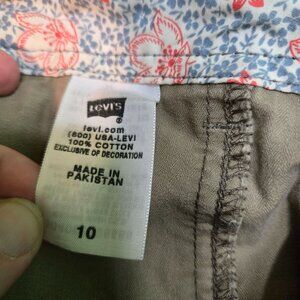 Levi's
levi.com
(800) USA-LEVI
100% COTTON
EXCLUSIVE OF DECORATION
MADE IN
PAKISTAN
10